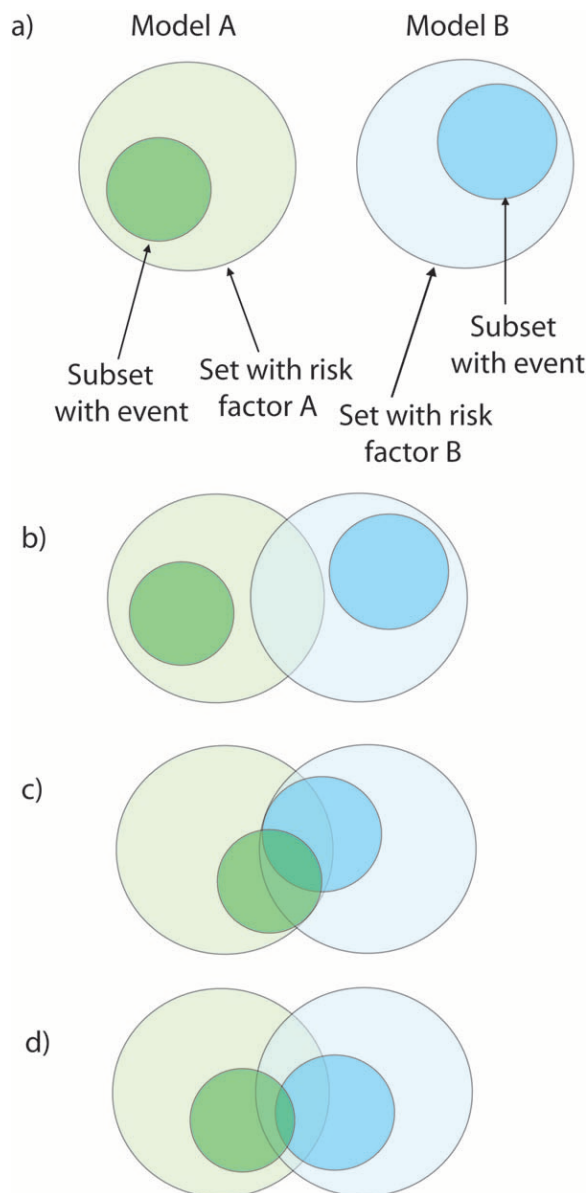 a)
Model A
Model B
Subset
with event
Set with risk
factor A
Set with risk
factor B
Subset
with event
b)
c)
d)